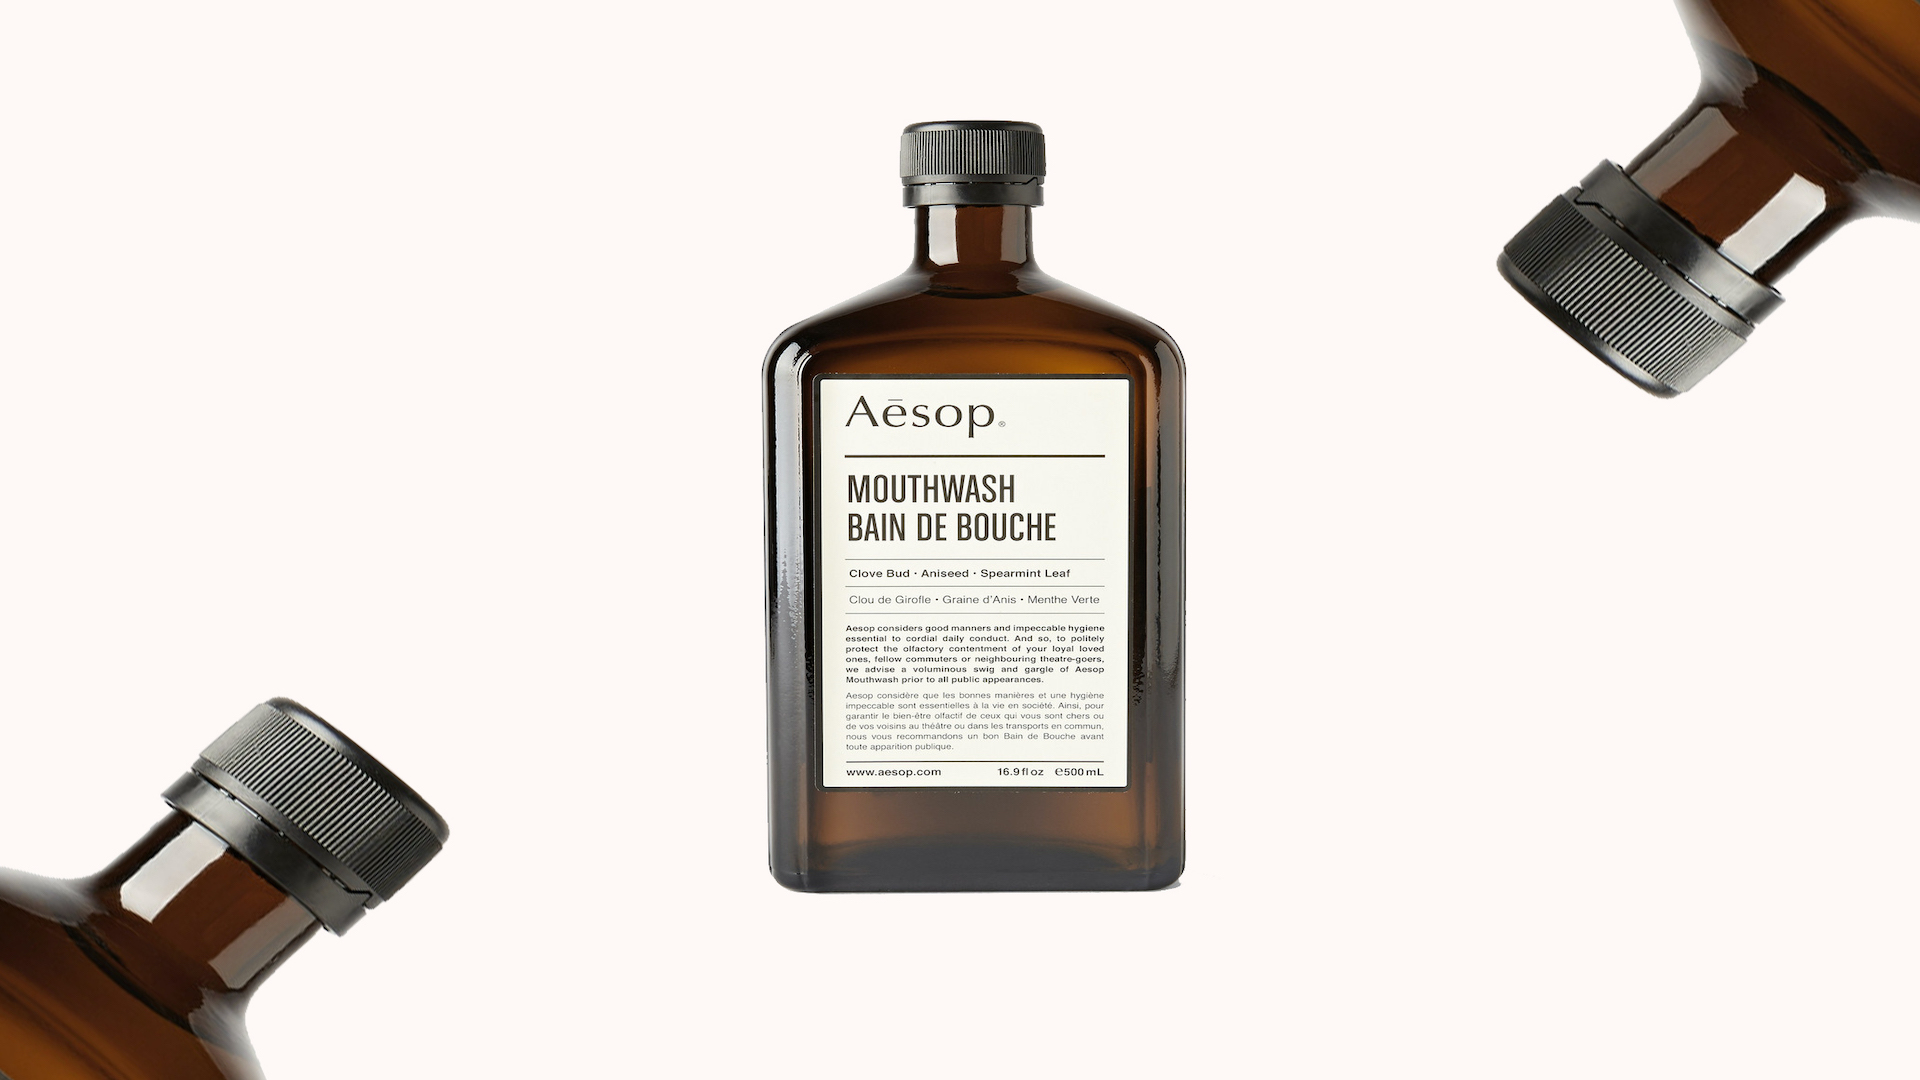 Aēsop®
MOUTHWASH
BAIN DE BOUCHE
Clove Bud · Aniseed · Spearmint Leaf
Clou de Girofle • Graine d'Anis • Menthe Verte
Aesop considers good manners and impeccable hygiene
essential to cordial daily conduct. And so, to politely
protect the olfactory contentment of your loyal loved
ones, fellow commuters or neighbouring theatre-goers,
we advise a voluminous swig and gargle of Aesop
Mouthwash prior to all public appearances.
Aesop considère que les bonnes manières et une hygiène
impeccable sont essentielles à la vie en société. Ainsi, pour
garantir le bien-être olfactif de ceux qui vous sont chers ou
de vos voisins au théâtre ou dans les transports en commun,
nous vous recommandons un bon Bain de Bouche avant
toute apparition publique.
www.aesop.com 16.9 fl oz ℮500 mL